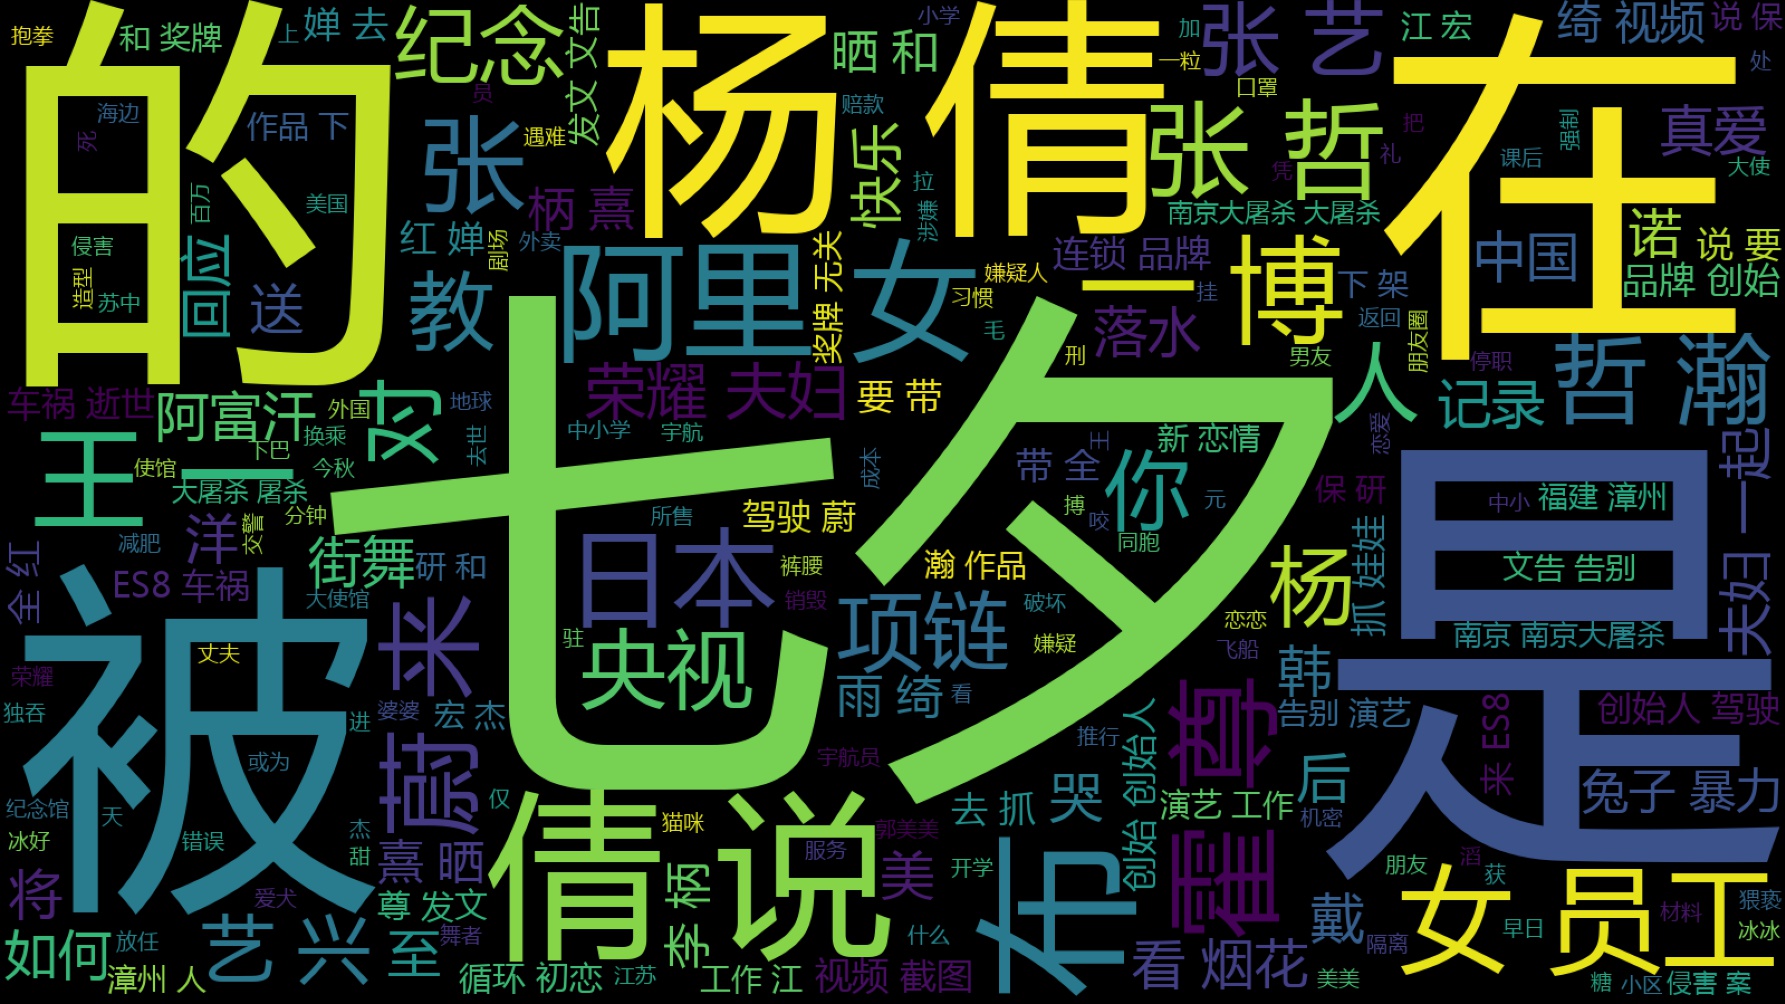 抱拳
和 奖牌
上
婵 去
纪念
发文 文告
杨倩
晒 和
小学
加
一粒
张 艺
口罩
江 宏
绮 视频
说 保
处
的
海边
死
作品 下
员
赔款
张 哲
把
在
强制
真爱
张
遇难
快乐
课后
大使
凭
礼
百万
美国
柄 熹
拉
涉嫌
南京大屠杀 大屠杀
诺
说 要
侵害
造型
苏中
回应
送
红 婵
剧场
外卖
教
阿里
奖牌 无关
女
嫌疑人
习惯
连锁 品牌
一 博
挂
下 架
返回
中国
品牌 创始
毛
刑
落水
男友
人
朋友圈
停职
车祸 逝世
阿富汗
外国
对
地球
荣耀 夫妇
要 带
记录
哲 瀚
王 一
使馆
下巴
换乘
今秋
去世
中小学
宇航
七夕
成本
带 全
王
新 恋情
恋爱
你
大屠杀 屠杀
分钟
交警
减肥
洋
街舞
研 和
所售
驾驶 蔚
搏
咬
元
同胞
保 研
是
中小
福建 漳州
夫妇 一起
全 红
ES8 车祸
大使馆
日本
裤腰
销毁
瀚 作品
破坏
杨
抓 娃娃
文告 告别
被
丈夫
来
驻
央视
项链
嫌疑
恋恋
飞船
南京 南京大屠杀
荣耀
独吞
进
婆婆
宏 杰
雨 绮
看
韩
告别 演艺
来 ES8
创始人 驾驶
或为
尉
宇航员
推行
创始 创始人
霍 尊
后
兔子 暴力
纪念馆
天
杰
仅
猫咪
郭美美
去 抓
哭
演艺 工作
机密
冰好
错误
甜
熹 晒
倩 说
服务
美
开学
朋友
滔
获
将
爱犬
尊 发文
李 柄
布
女 员工
猥亵
如何
放任
艺 兴
至
舞者
什么
看 烟花
戴
隔离
早日
材料
冰冰
漳州 人
循环 初恋
江苏
工作 江
视频 截图
美美
糖
小区
侵害 案